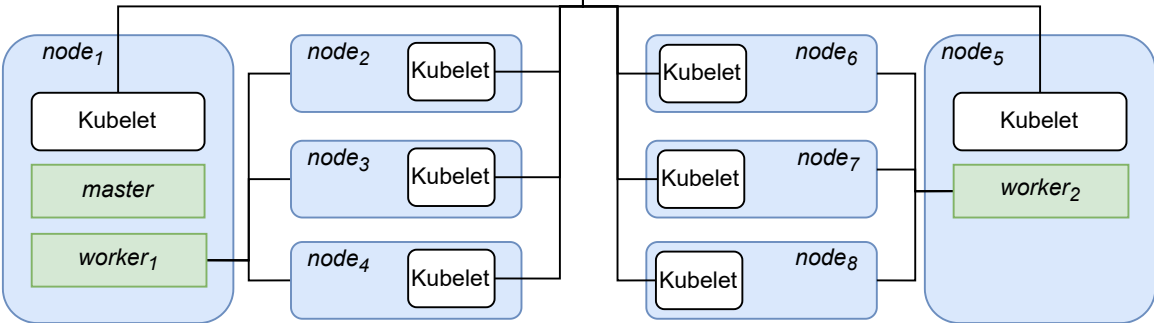 node1
Kubelet
master
worker1
node2
Kubelet
node3
Kubelet
node4
Kubelet
node6
Kubelet
node7
Kubelet
node8
Kubelet
node5
Kubelet
worker2